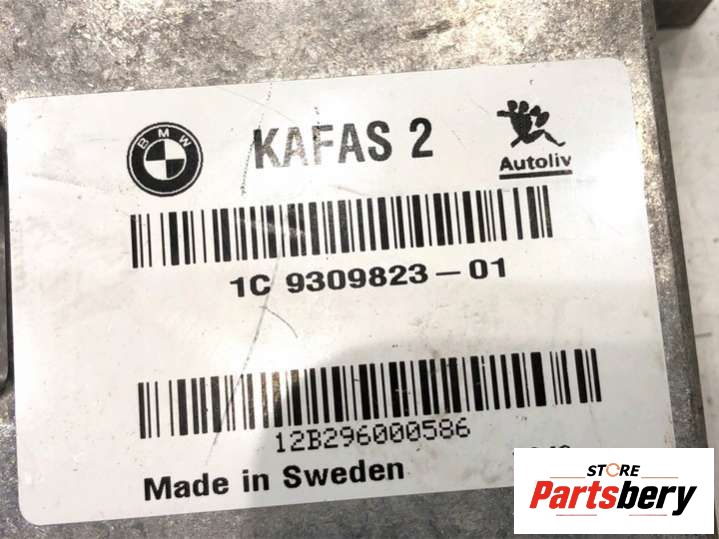 BMW
KAFAS 2
Autoliv
1C 9309823-01
12B296000586
Made in Sweden
STORE
Partsbery